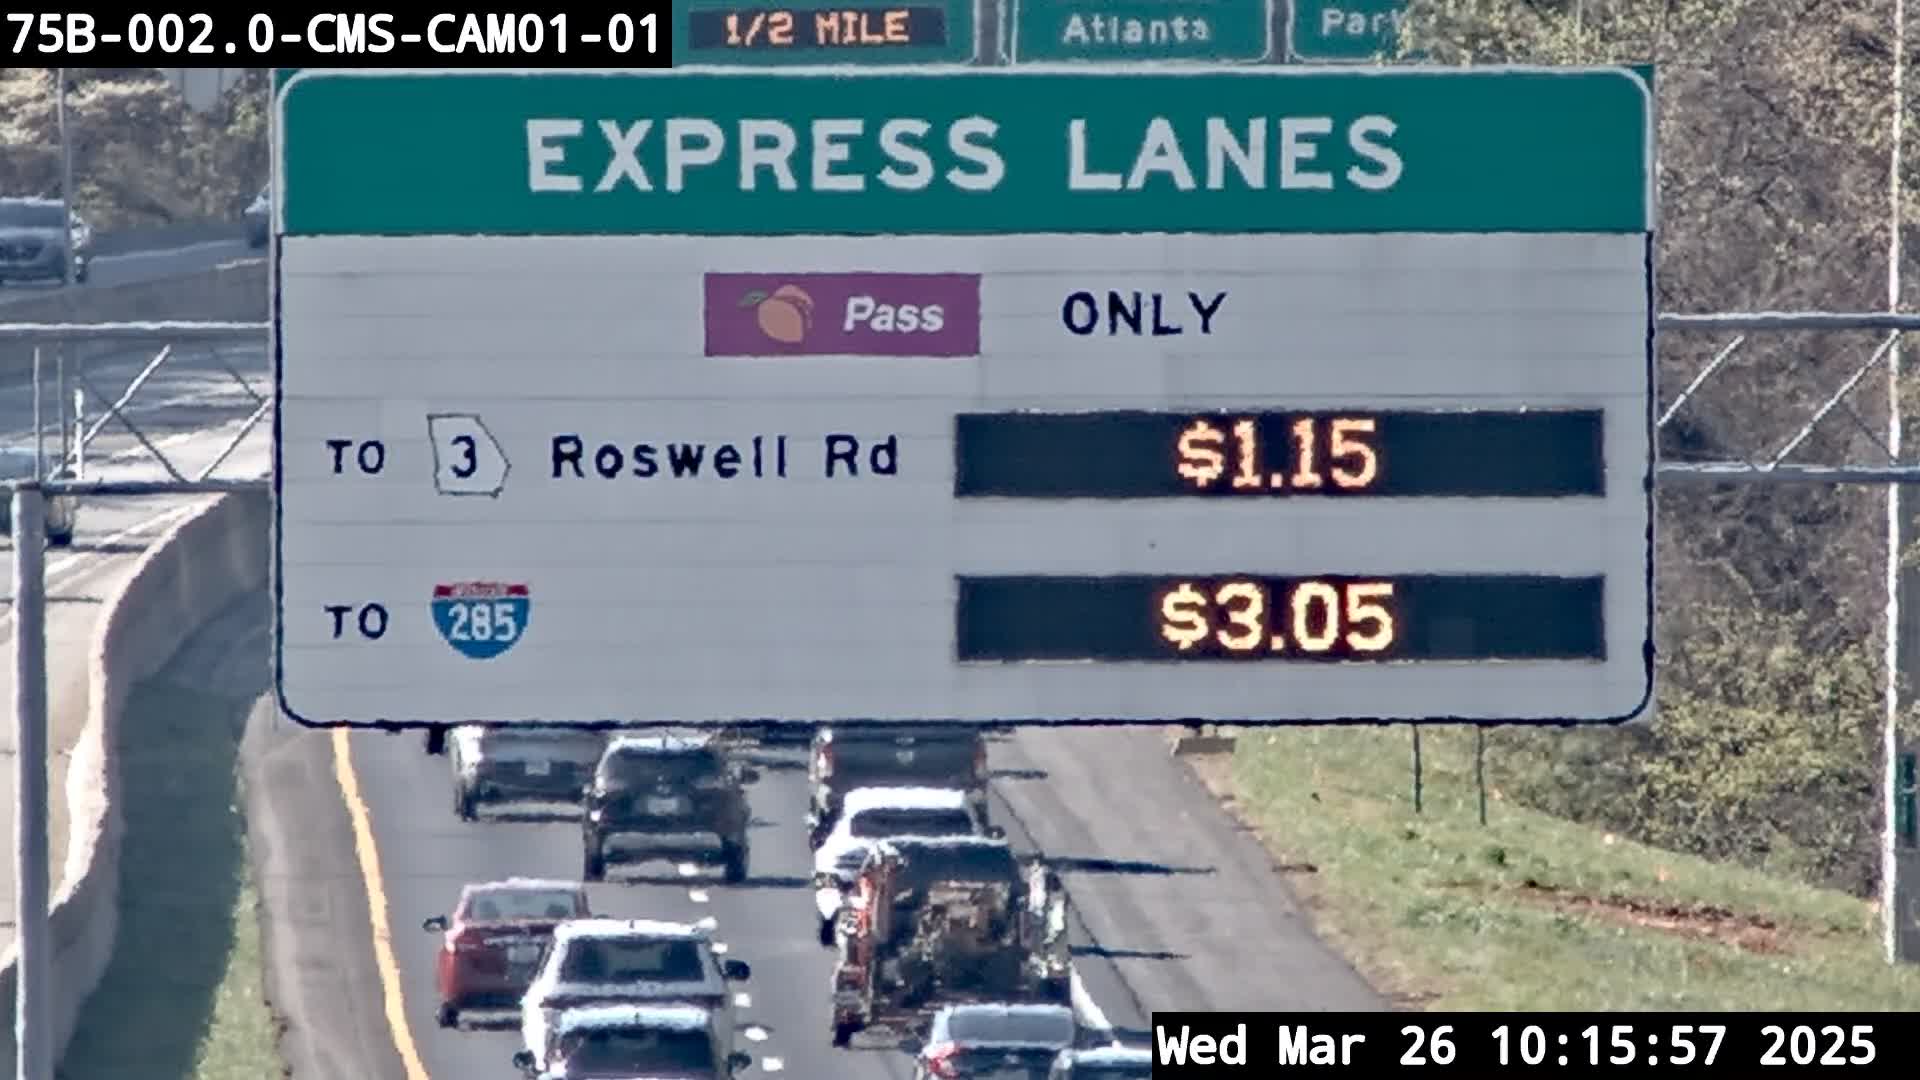 75B-002.0-CMS-CAM01-01
1/2 MILE
Atlanta
EXPRESS LANES
Pass ONLY
TO 3 Roswell Rd $1.15
TO 285 $3.05
Wed Mar 26 10:15:57 2025